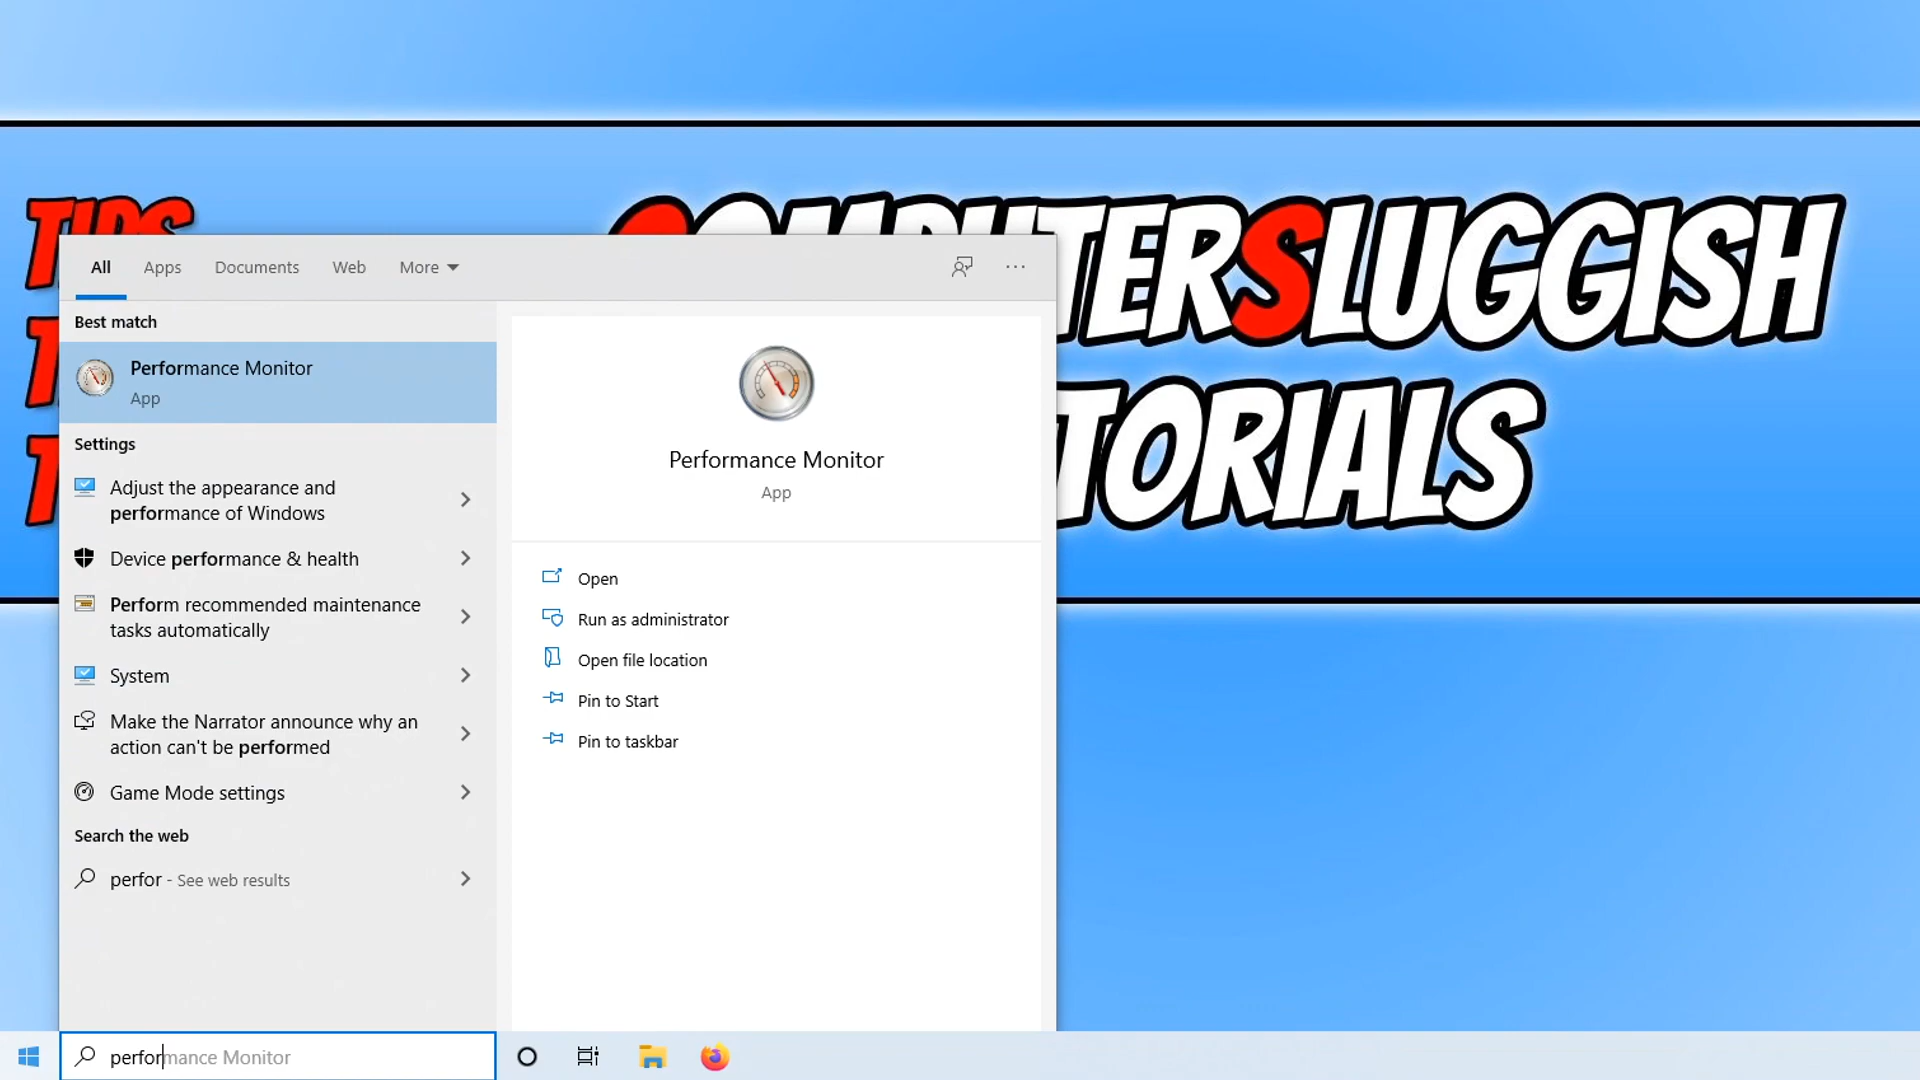 TIPS
COMPUTERSLUGGISH
TORIALS
All
Apps
Documents
Web
More
Best match
Performance Monitor
App
Settings
Adjust the appearance and
performance of Windows
Device performance & health
Perform recommended maintenance
tasks automatically
System
Make the Narrator announce why an
action can't be performed
Game Mode settings
Search the web
perfor - See web results
Performance Monitor
App
Open
Run as administrator
Open file location
Pin to Start
Pin to taskbar
performance Monitor